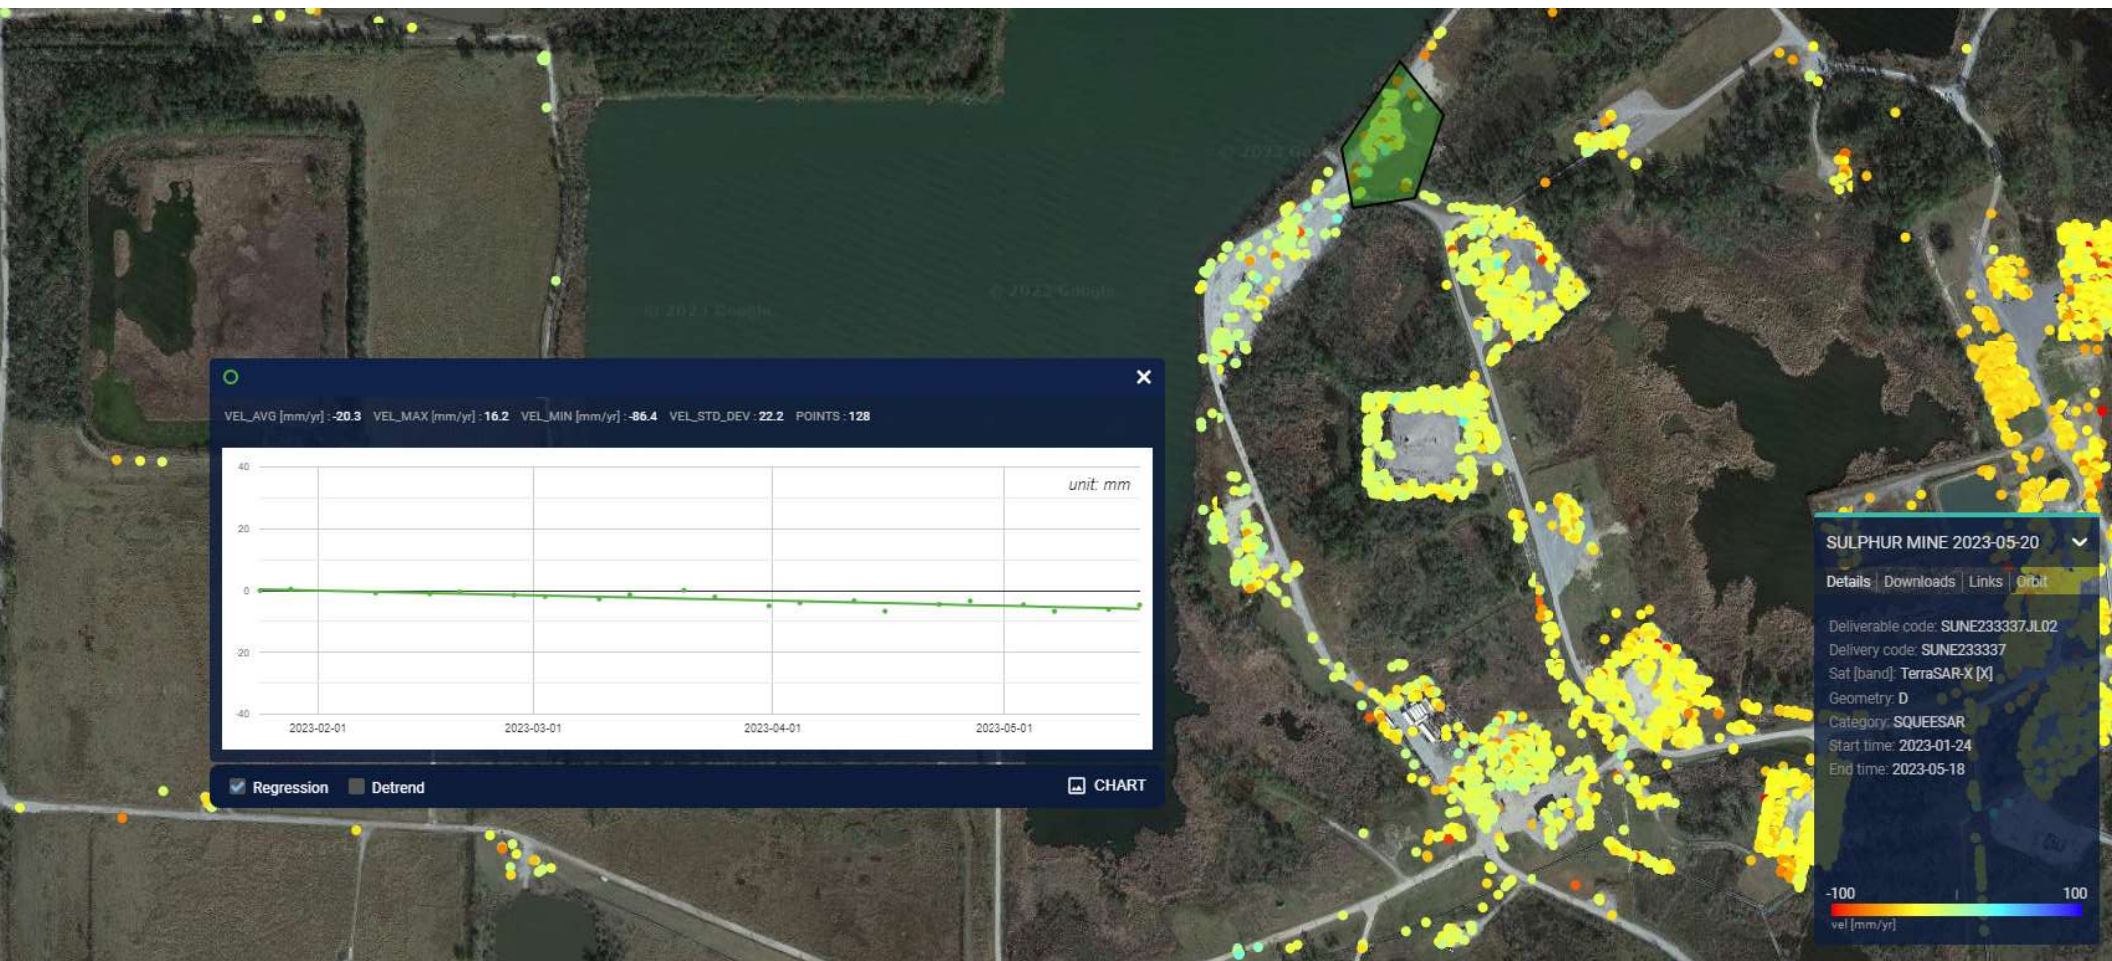 © 2022 Google
© 2023 Google
VEL_AVG [mm/yr] : -20.3 VEL_MAX [mm/yr] : 16.2 VEL_MIN [mm/yr] : -86.4 VEL_STD_DEV : 22.2 POINTS : 128
unit: mm
40
20
0
-20
-40
2023-02-01 2023-03-01 2023-04-01 2023-05-01
Regression Detrend CHART
SULPHUR MINE 2023-05-20
Details Downloads Links Orbit
Deliverable code: SUNE233337JL02
Delivery code: SUNE233337
Sat [band]: TerraSAR-X [X]
Geometry: D
Category: SQUEESAR
Start time: 2023-01-24
End time: 2023-05-18
-100 100
vel [mm/yr]